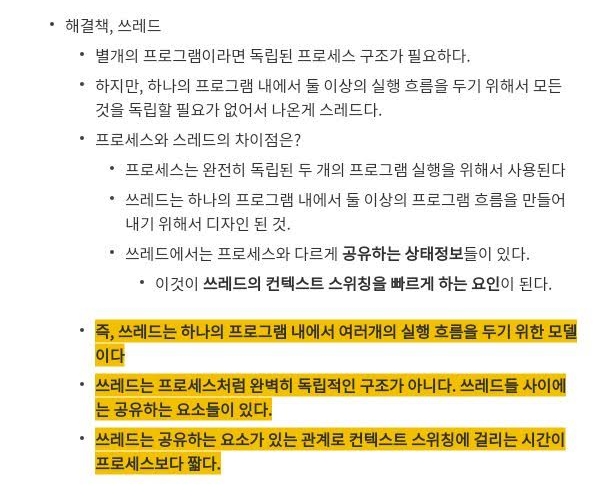 해결책, 쓰레드
별개의 프로그램이라면 독립된 프로세스 구조가 필요하다.
하지만, 하나의 프로그램 내에서 둘 이상의 실행 흐름을 두기 위해서 모든
것을 독립할 필요가 없어서 나온게 스레드다.
프로세스와 스레드의 차이점은?
프로세스는 완전히 독립된 두 개의 프로그램 실행을 위해서 사용된다
쓰레드는 하나의 프로그램 내에서 둘 이상의 프로그램 흐름을 만들어
내기 위해서 디자인 된 것.
쓰레드에서는 프로세스와 다르게 공유하는 상태정보들이 있다.
이것이 쓰레드의 컨텍스트 스위칭을 빠르게 하는 요인이 된다.
즉, 쓰레드는 하나의 프로그램 내에서 여러개의 실행 흐름을 두기 위한 모델
이다
쓰레드는 프로세스처럼 완벽히 독립적인 구조가 아니다. 쓰레드들 사이에
는 공유하는 요소들이 있다.
쓰레드는 공유하는 요소가 있는 관계로 컨텍스트 스위칭에 걸리는 시간이
프로세스보다 짧다.